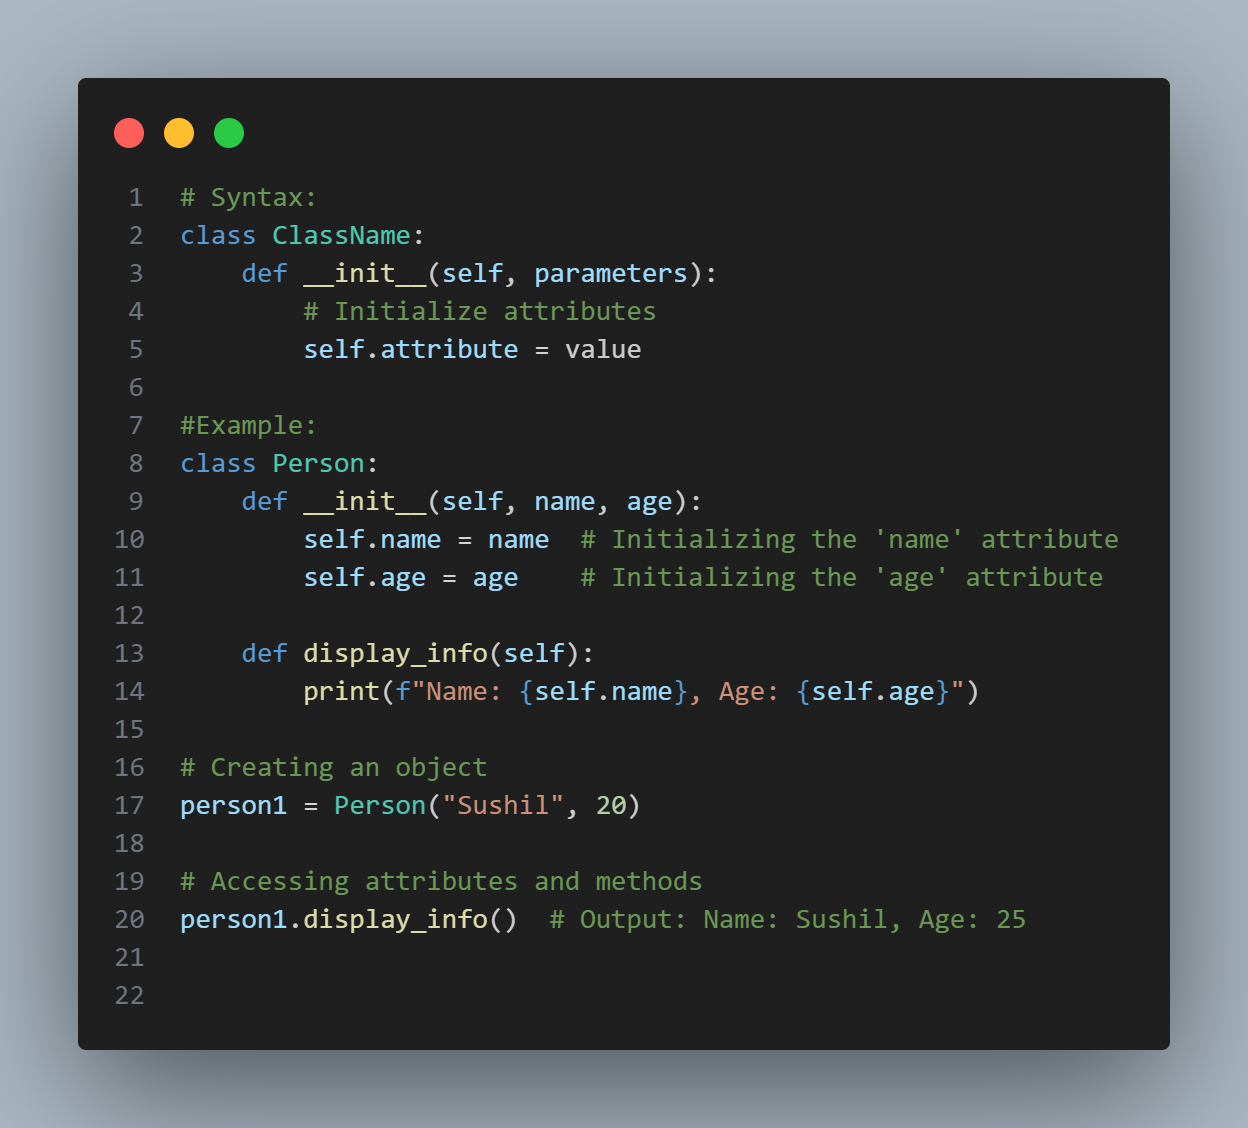 1 # Syntax:
2 class ClassName:
3     def __init__(self, parameters):
4         # Initialize attributes
5         self.attribute = value
6
7 #Example:
8 class Person:
9     def __init__(self, name, age):
10         self.name = name  # Initializing the 'name' attribute
11         self.age = age    # Initializing the 'age' attribute
12
13     def display_info(self):
14         print(f"Name: {self.name}, Age: {self.age}")
15
16 # Creating an object
17 person1 = Person("Sushil", 20)
18
19 # Accessing attributes and methods
20 person1.display_info()  # Output: Name: Sushil, Age: 25
21
22